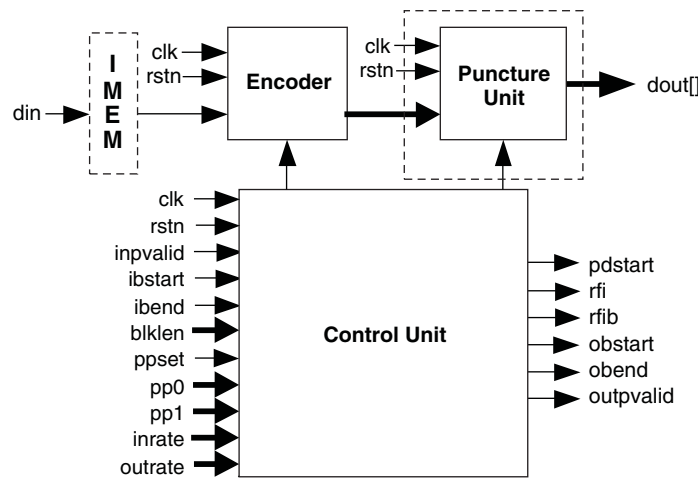 din
I
M
E
M
clk
rstn
Encoder
clk
rstn
Puncture
Unit
dout[]
clk
rstn
inpvalid
ibstart
ibend
blklen
ppset
pp0
pp1
inrate
outrate
Control Unit
pdstart
rfi
rfib
obstart
obend
outpvalid